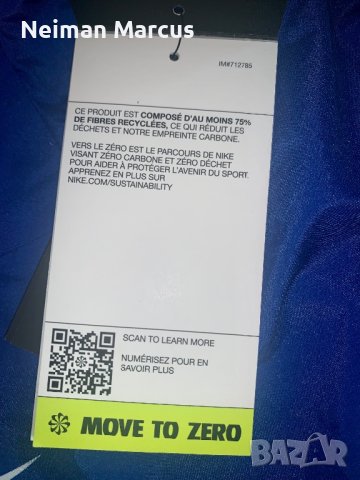 Neiman Marcus
IM#712785
CE PRODUIT EST COMPOSÉ D'AU MOINS 75%
DE FIBRES RECYCLÉES, CE QUI RÉDUIT LES
DÉCHETS ET NOTRE EMPREINTE CARBONE.
VERS LE ZÉRO EST LE PARCOURS DE NIKE
VISANT ZÉRO CARBONE ET ZÉRO DÉCHET
POUR AIDER À PROTÉGER L'AVENIR DU SPORT.
APPRENEZ EN PLUS SUR
NIKE.COM/SUSTAINABILITY
SCAN TO LEARN MORE
NUMÉRISEZ POUR EN
SAVOIR PLUS
MOVE TO ZERO
BAZAR